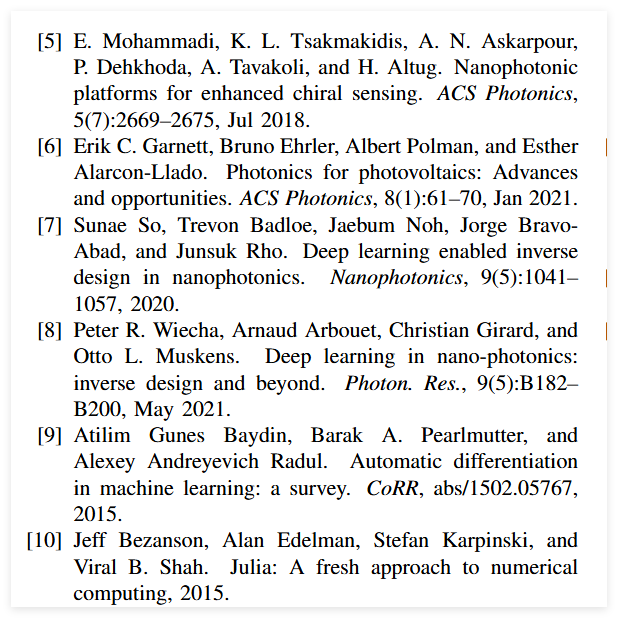 [5] E. Mohammadi, K. L. Tsakmakidis, A. N. Askarpour,
P. Dehkhoda, A. Tavakoli, and H. Altug. Nanophotonic
platforms for enhanced chiral sensing. ACS Photonics,
5(7):2669–2675, Jul 2018.
[6] Erik C. Garnett, Bruno Ehrler, Albert Polman, and Esther
Alarcon-Llado. Photonics for photovoltaics: Advances
and opportunities. ACS Photonics, 8(1):61–70, Jan 2021.
[7] Sunae So, Trevon Badloe, Jaebum Noh, Jorge Bravo-
Abad, and Junsuk Rho. Deep learning enabled inverse
design in nanophotonics. Nanophotonics, 9(5):1041–
1057, 2020.
[8] Peter R. Wiecha, Arnaud Arbouet, Christian Girard, and
Otto L. Muskens. Deep learning in nano-photonics:
inverse design and beyond. Photon. Res., 9(5):B182–
B200, May 2021.
[9] Atilim Gunes Baydin, Barak A. Pearlmutter, and
Alexey Andreyevich Radul. Automatic differentiation
in machine learning: a survey. CoRR, abs/1502.05767,
2015.
[10] Jeff Bezanson, Alan Edelman, Stefan Karpinski, and
Viral B. Shah. Julia: A fresh approach to numerical
computing, 2015.